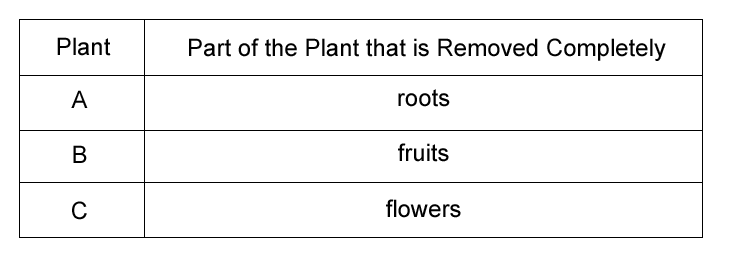 Plant Part of the Plant that is Removed Completely
A roots
B fruits
C flowers